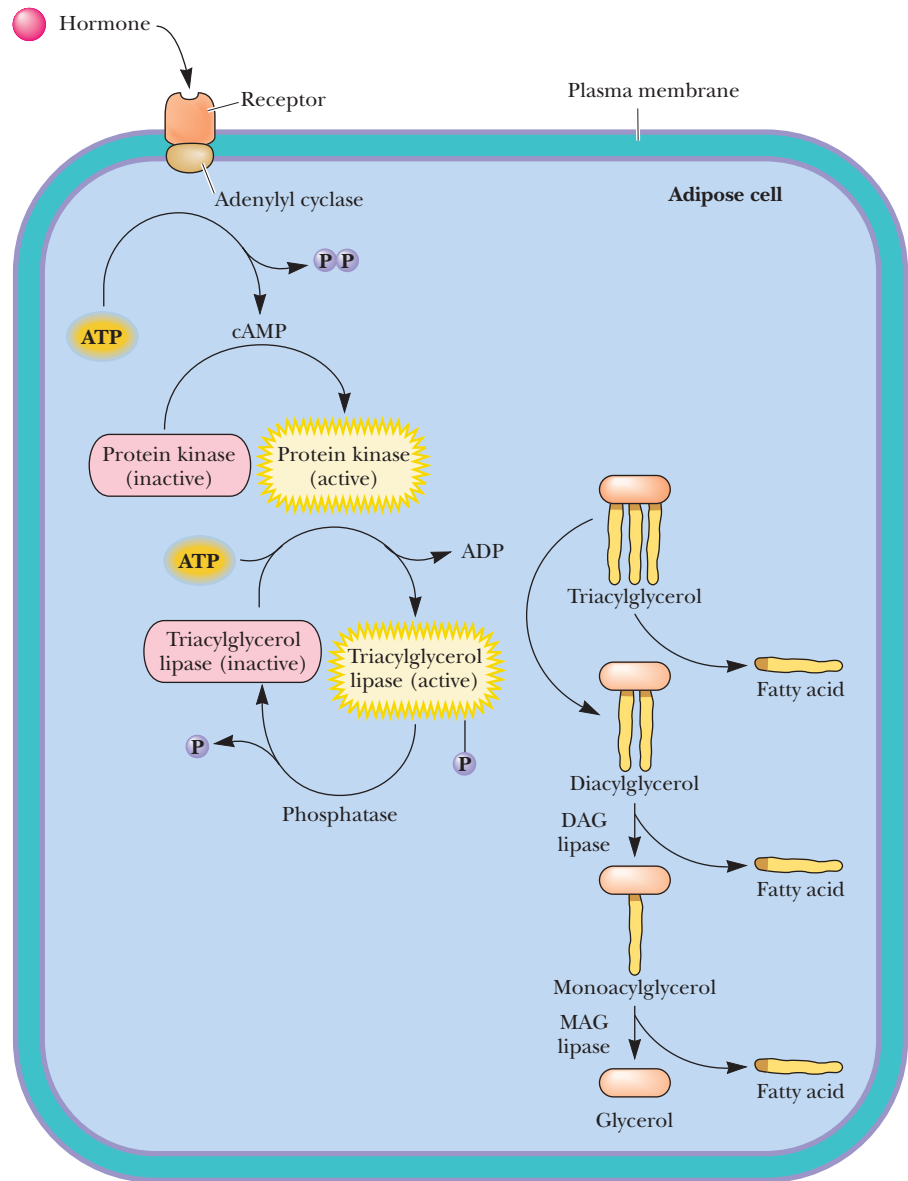 Hormone
Receptor
Plasma membrane
Adenylyl cyclase
Adipose cell
P P
ATP
cAMP
Protein kinase
(inactive)
Protein kinase
(active)
ATP
ADP
Triacylglycerol
lipase (inactive)
Triacylglycerol
lipase (active)
P
P
Phosphatase
Triacylglycerol
Fatty acid
Diacylglycerol
DAG
lipase
Fatty acid
Monoacylglycerol
MAG
lipase
Fatty acid
Glycerol